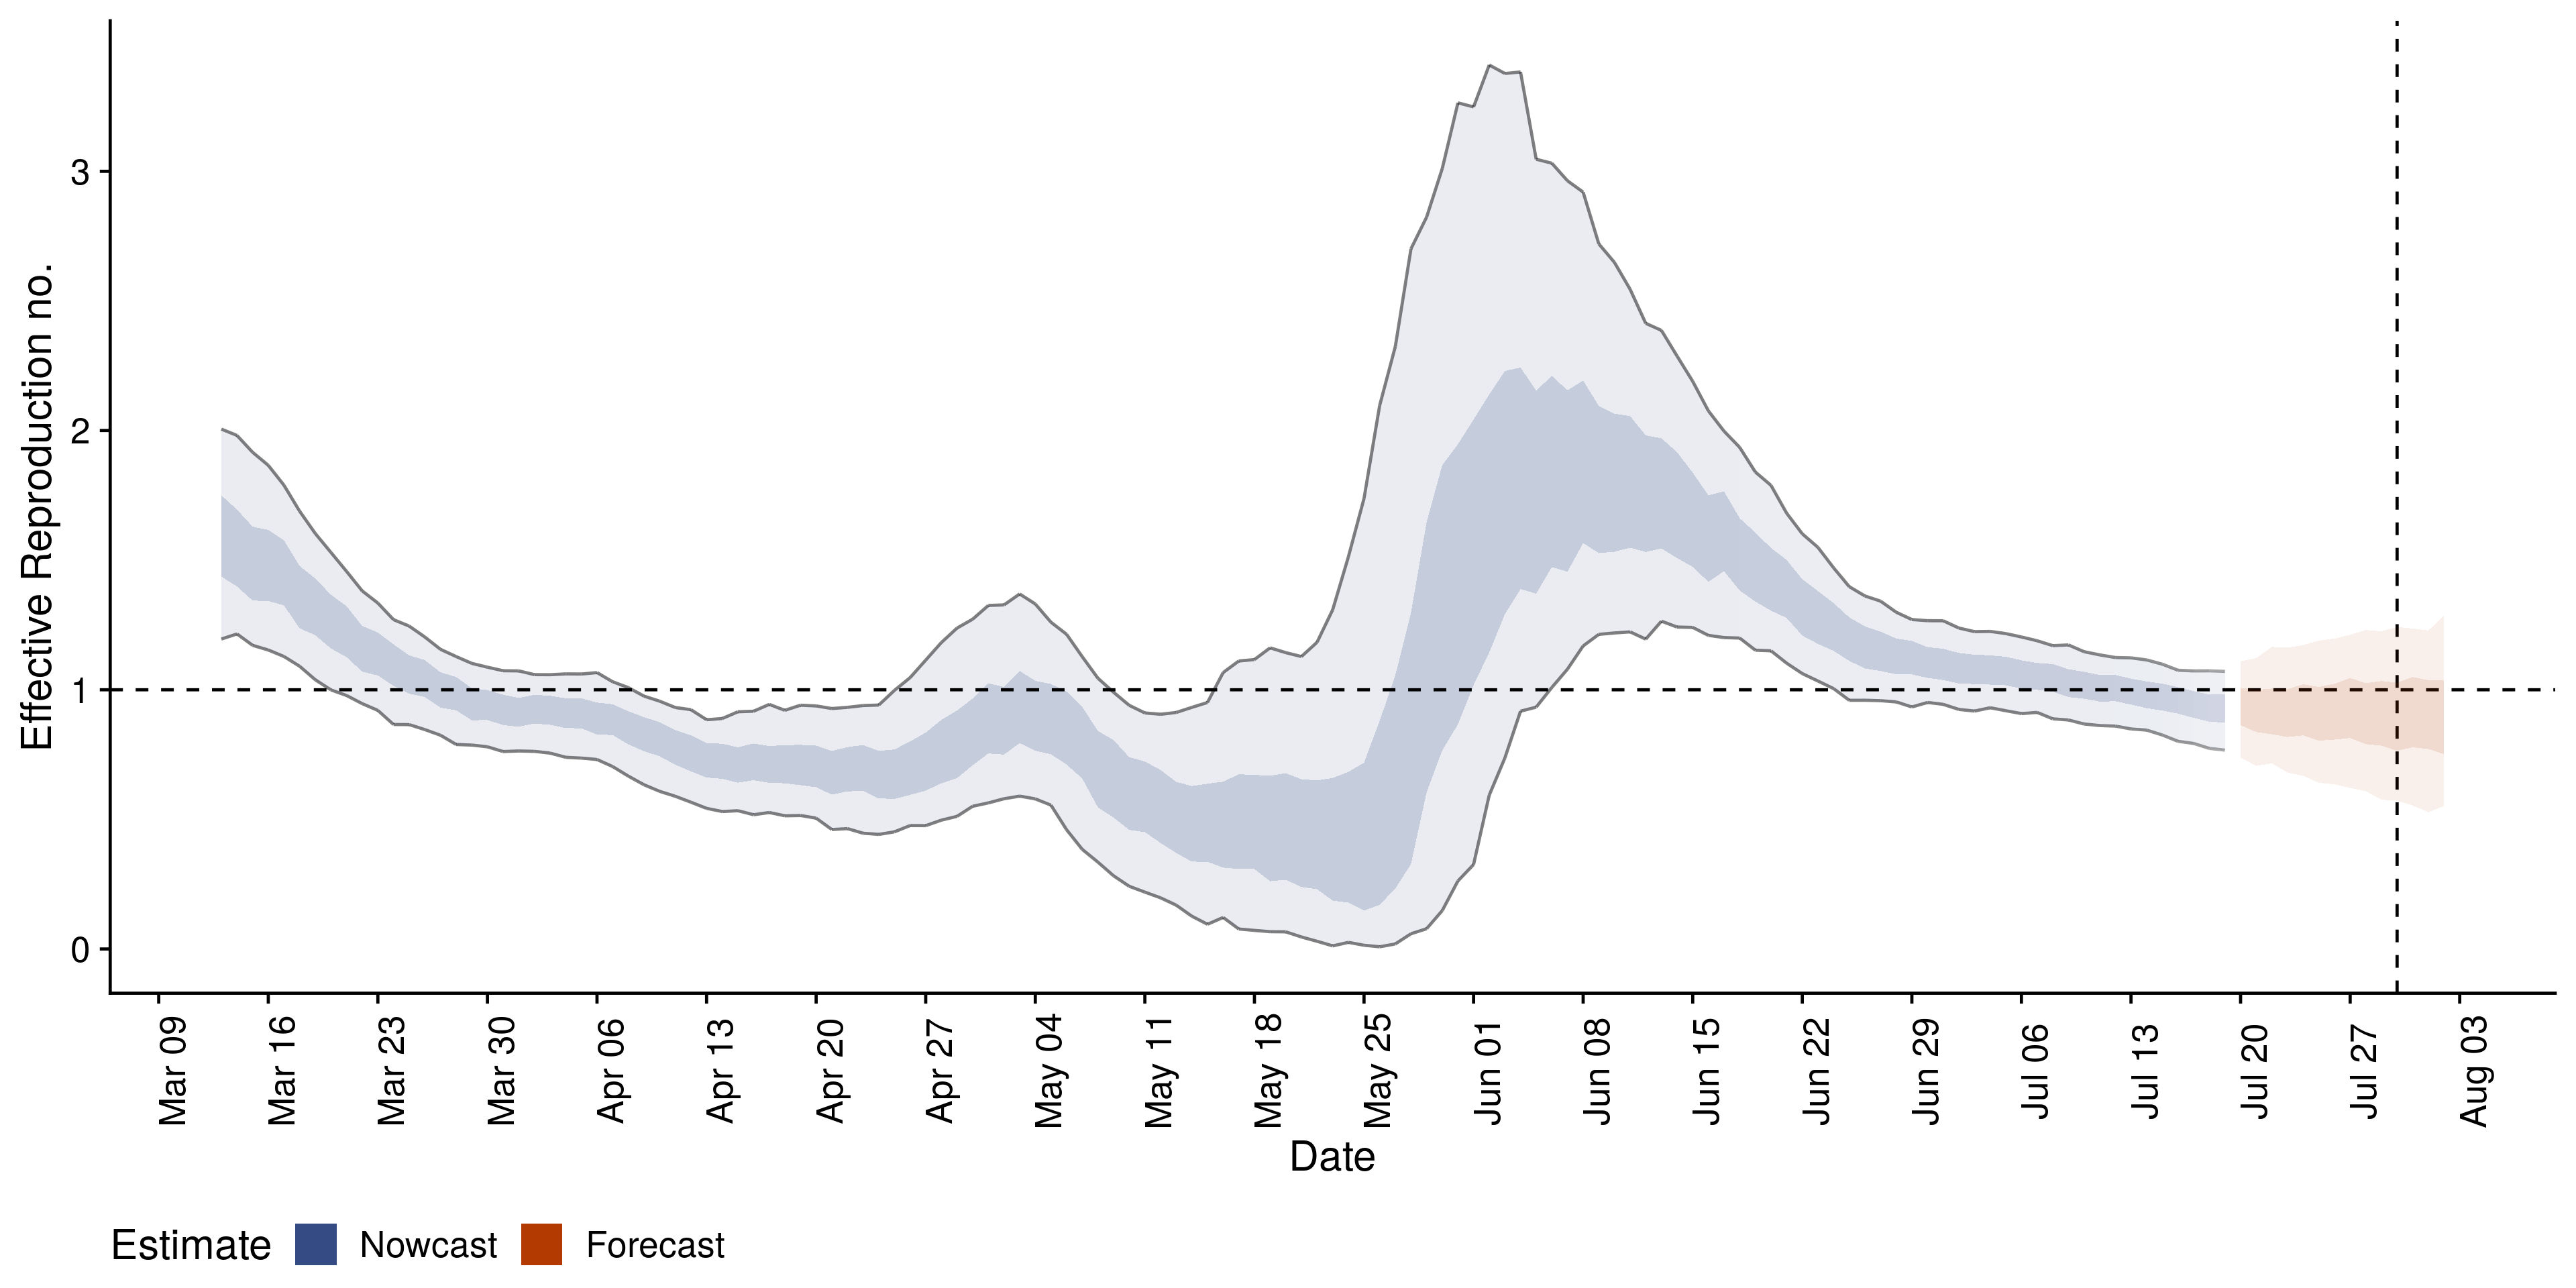 Effective Reproduction no.
3
2
1
0
Mar 09
Mar 16
Mar 23
Mar 30
Apr 06
Apr 13
Apr 20
Apr 27
May 04
May 11
May 18
May 25
Jun 01
Jun 08
Jun 15
Jun 22
Jun 29
Jul 06
Jul 13
Jul 20
Jul 27
Aug 03
Date
Estimate Nowcast Forecast